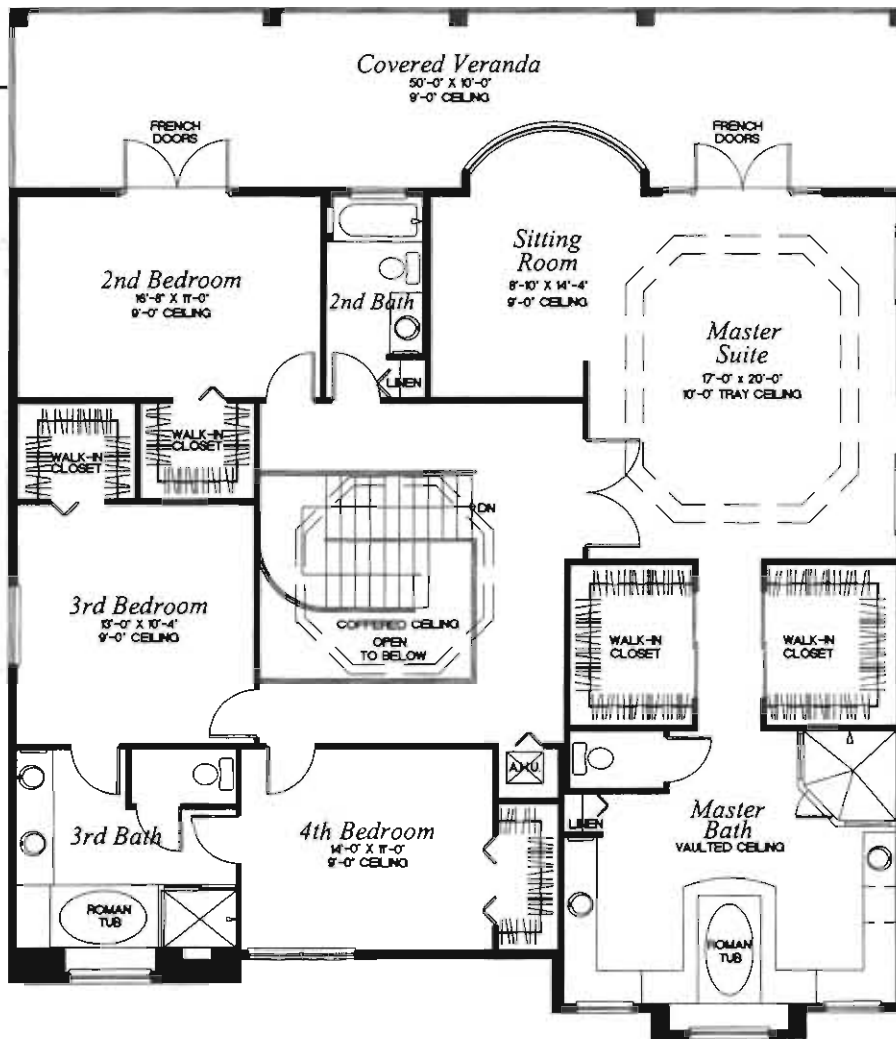 Covered Veranda
50'-0" X 10'-0"
9'-0" CEILING
FRENCH
DOORS
FRENCH
DOORS
2nd Bedroom
16'-8" X 11'-0"
9'-0" CEILING
2nd Bath
LINEN
Sitting
Room
8'-10" X 14'-4"
9'-0" CEILING
Master
Suite
17'-0" x 20'-0"
10'-0" TRAY CEILING
WALK-IN
CLOSET
WALK-IN
CLOSET
DN
3rd Bedroom
13'-0" X 10'-4"
9'-0" CEILING
COFFERED CEILING
OPEN
TO BELOW
WALK-IN
CLOSET
WALK-IN
CLOSET
A.H.U.
3rd Bath
4th Bedroom
14'-0" X 11'-0"
9'-0" CEILING
LINEN
Master
Bath
VAULTED CEILING
ROMAN
TUB
ROMAN
TUB